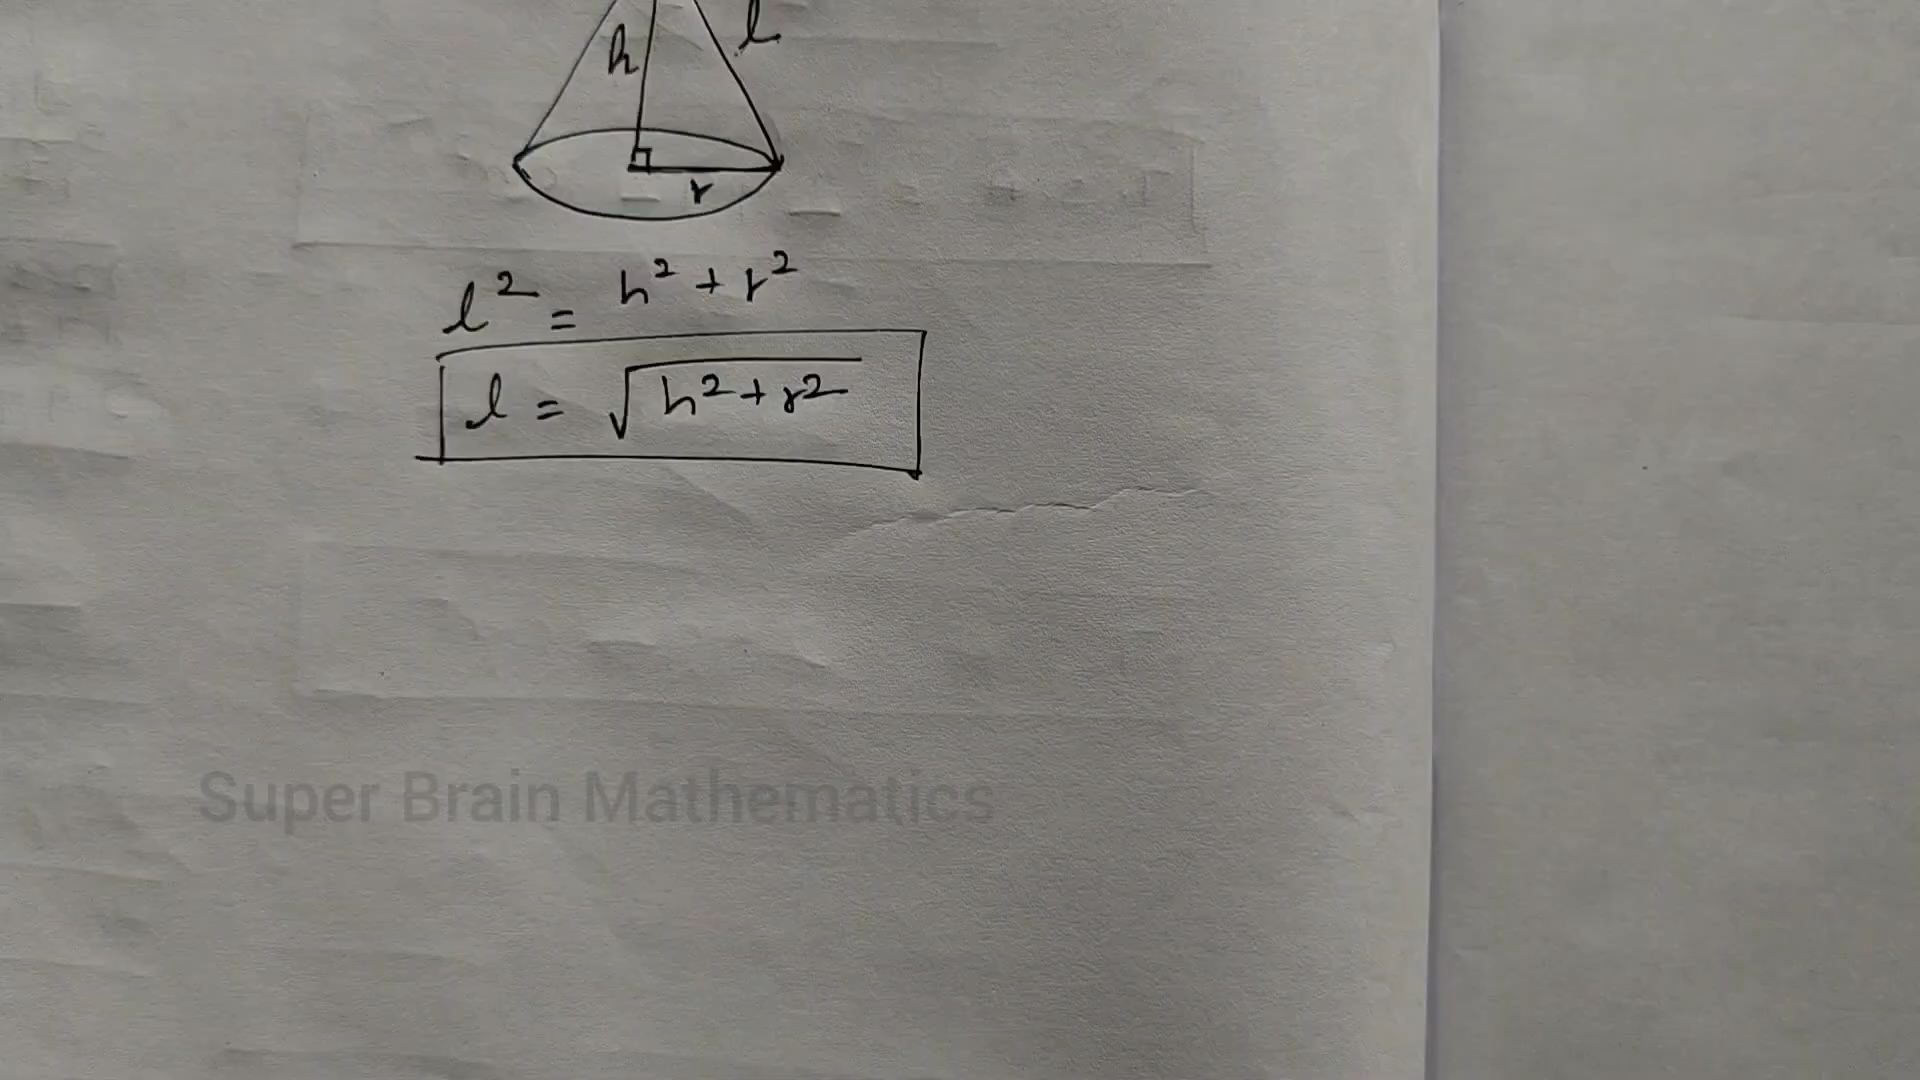 h l
r
l² = h² + r²
l = √h²+r²
Super Brain Mathematics